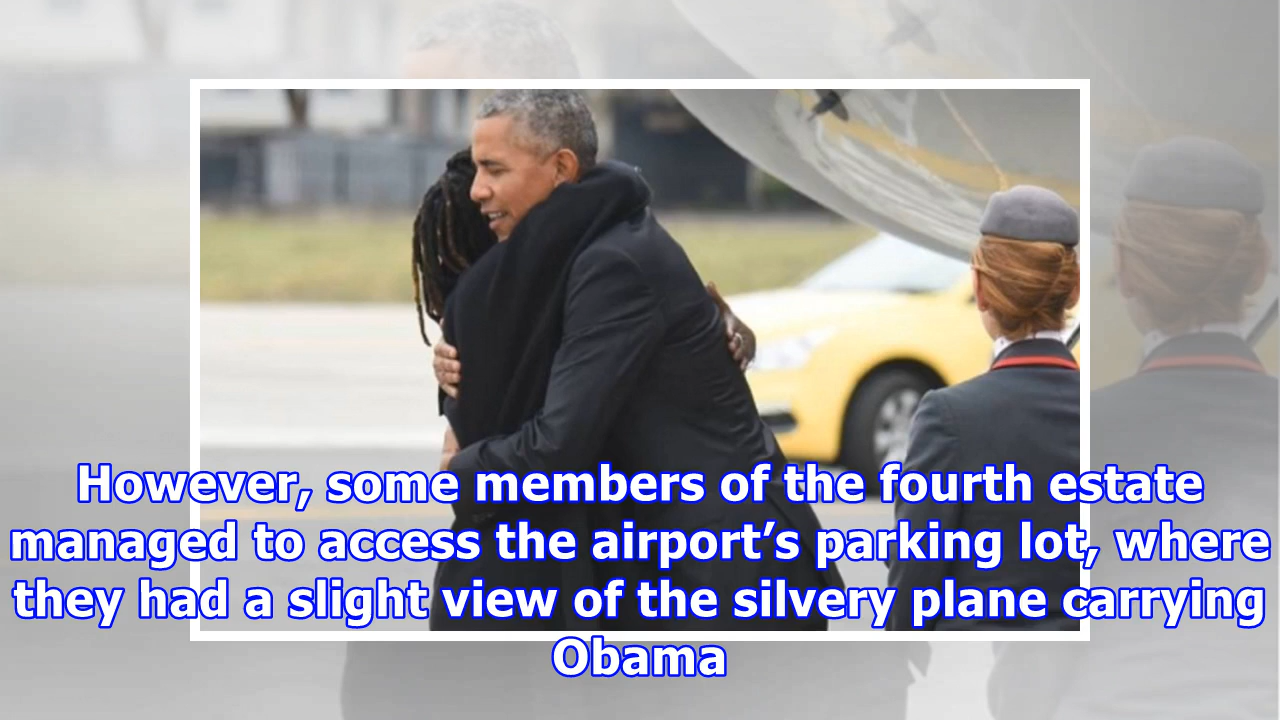 However, some members of the fourth estate
managed to access the airport’s parking lot, where
they had a slight view of the silvery plane carrying
Obama